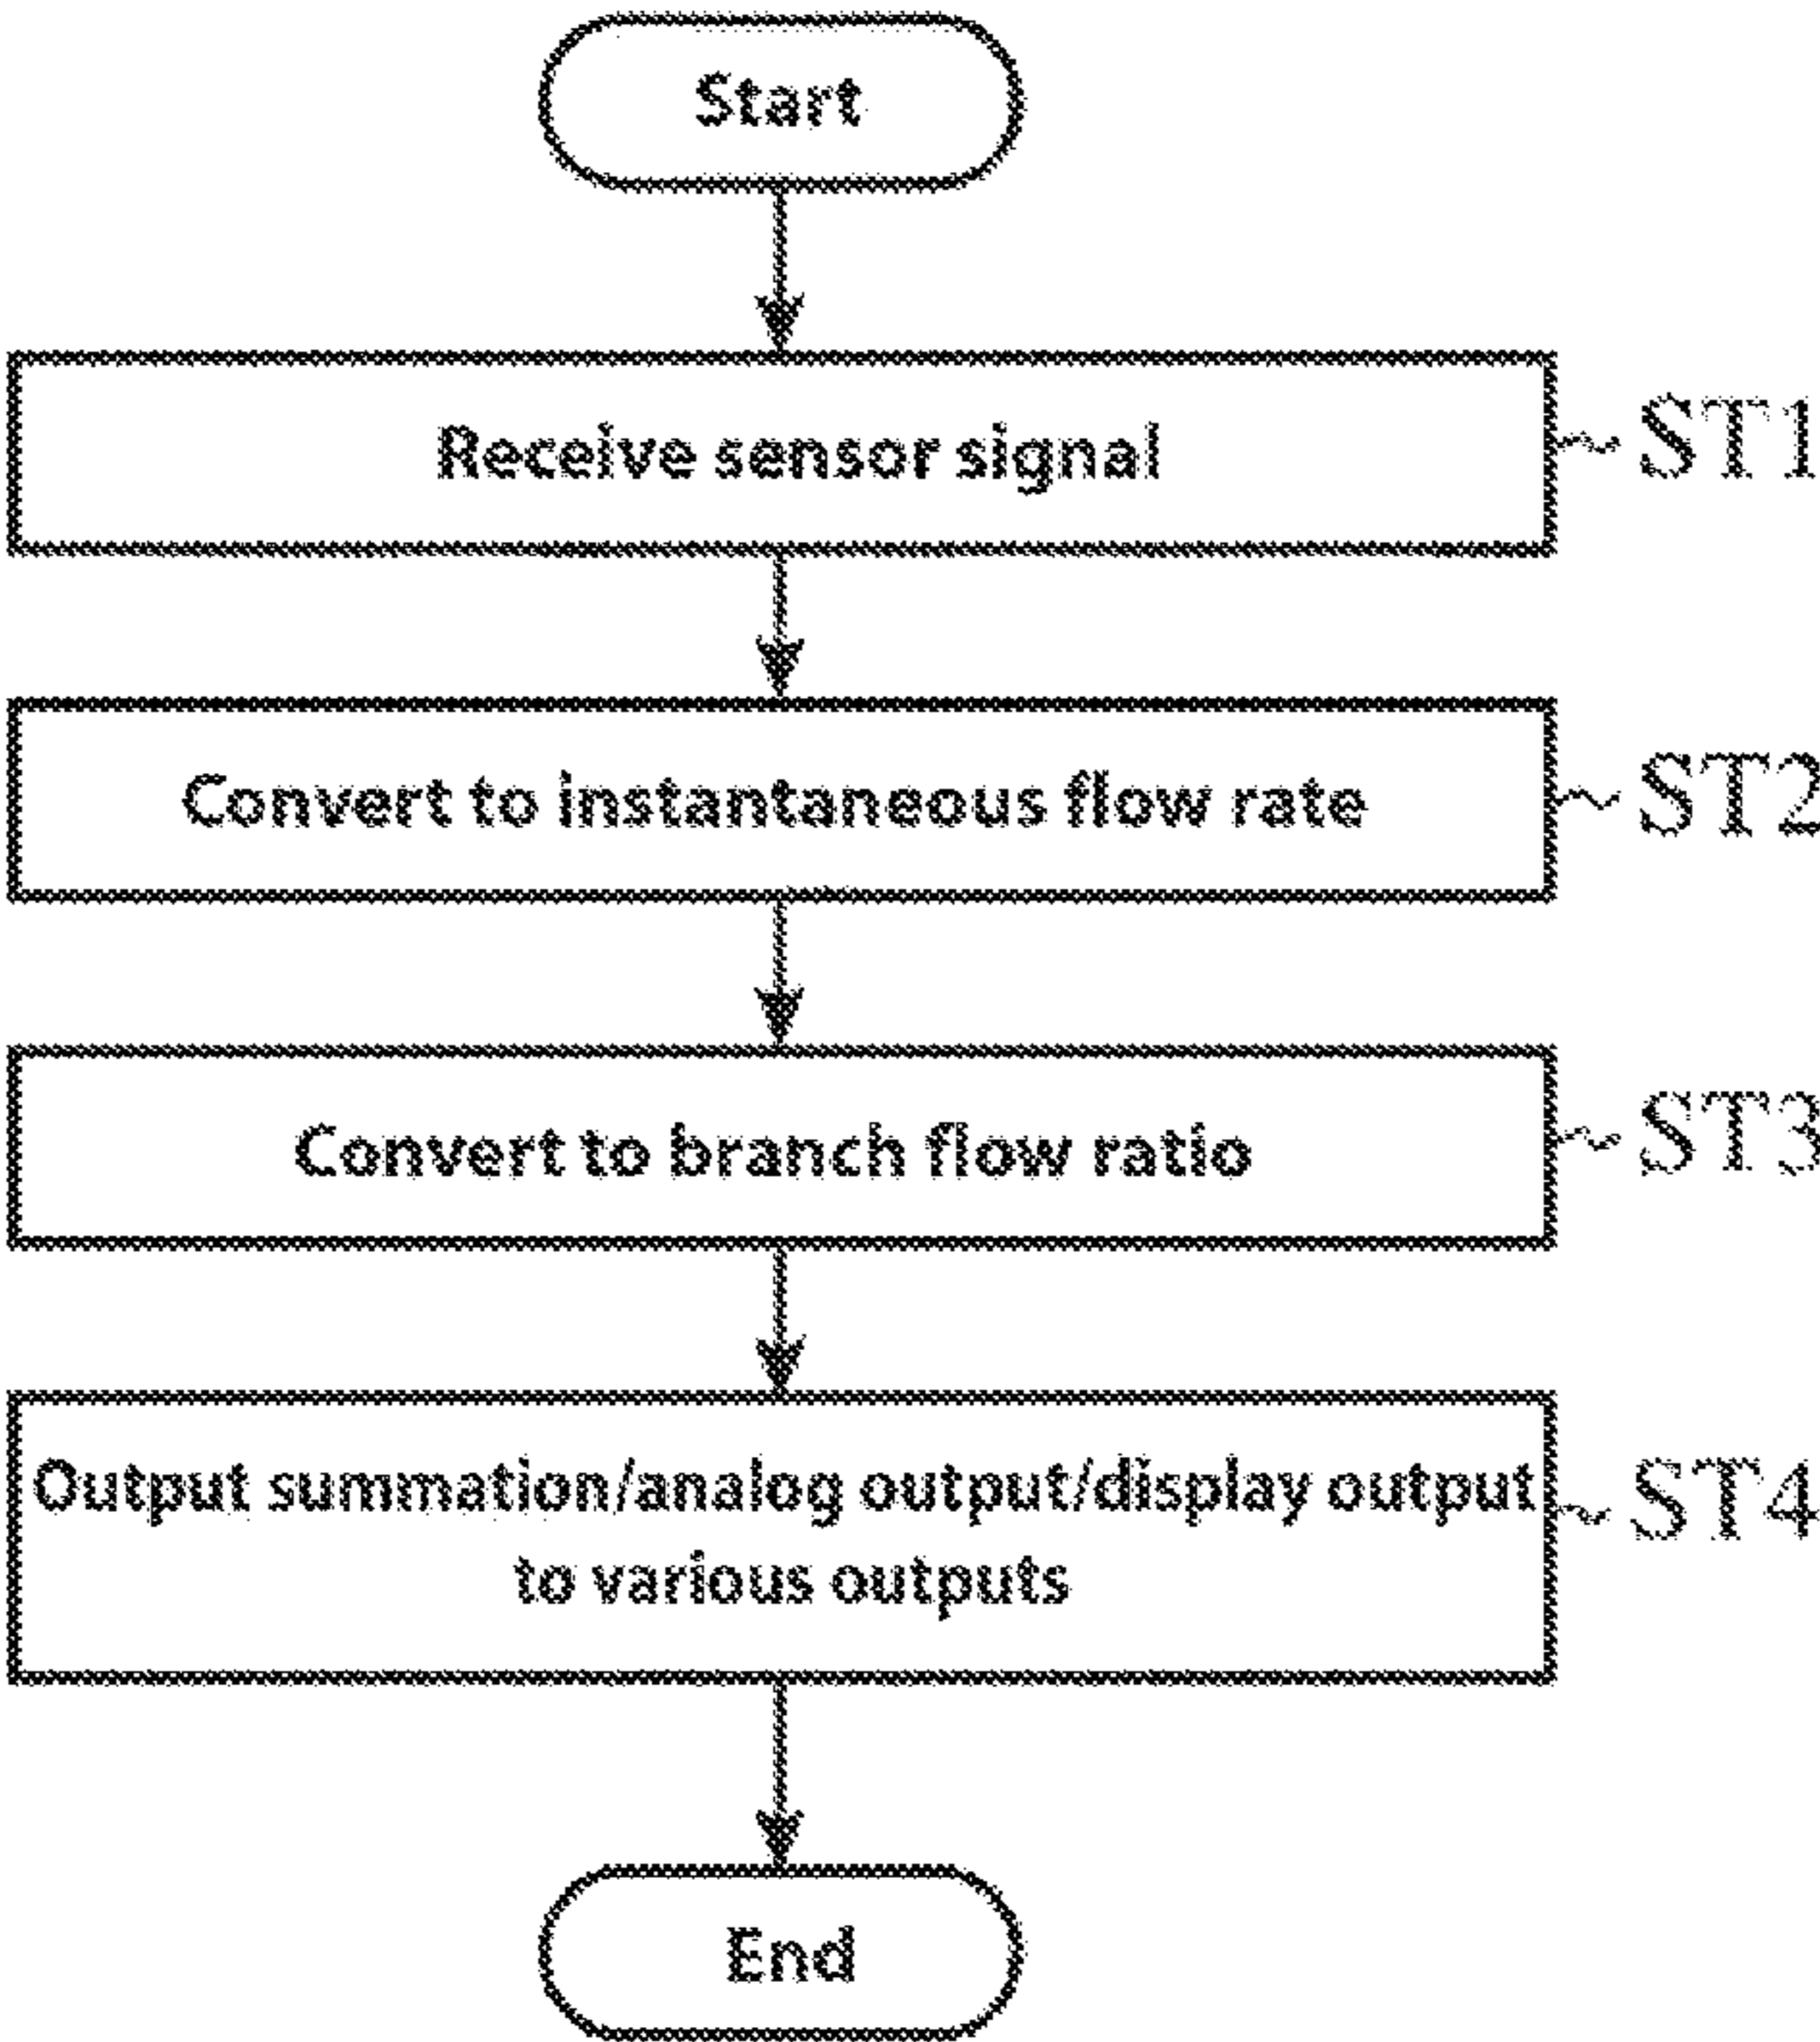 Start
Receive sensor signal
ST1
Convert to instantaneous flow rate
ST2
Convert to branch flow ratio
ST3
Output summation/analog output/display output
to various outputs
ST4
End